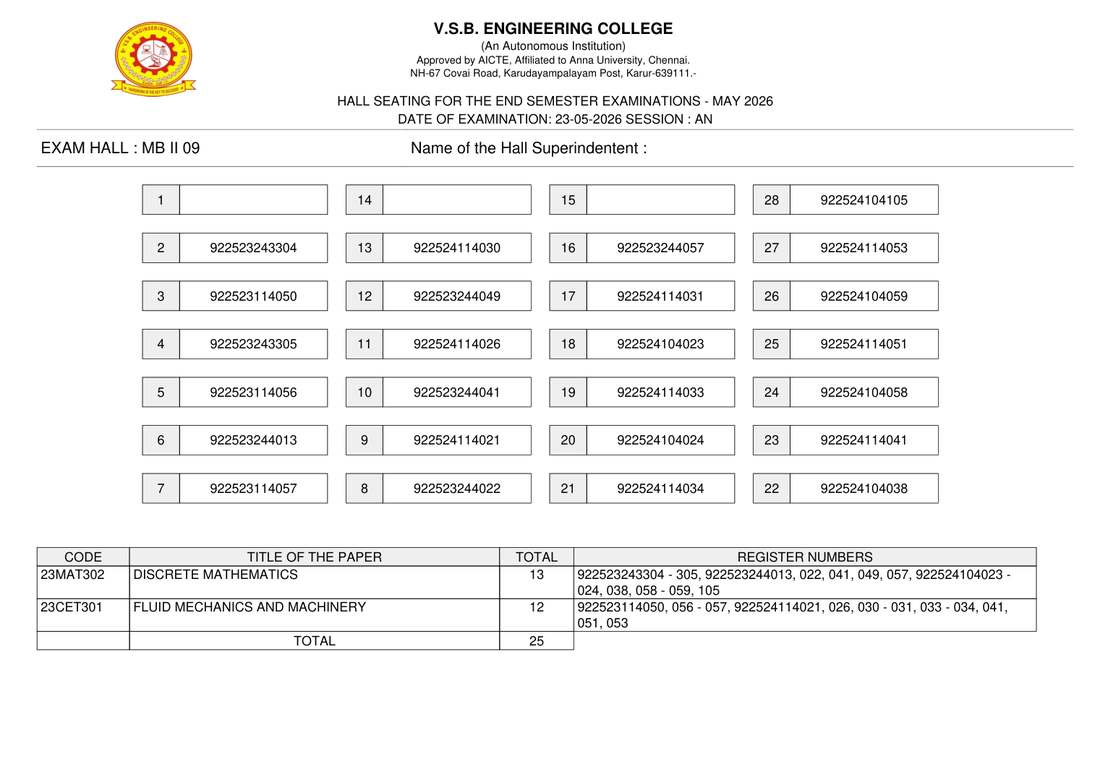 V.S.B. ENGINEERING COLLEGE
(An Autonomous Institution)
Approved by AICTE, Affiliated to Anna University, Chennai.
NH-67 Covai Road, Karudayampalayam Post, Karur-639111.-
HALL SEATING FOR THE END SEMESTER EXAMINATIONS - MAY 2026
DATE OF EXAMINATION: 23-05-2026 SESSION : AN
EXAM HALL : MB II 09 Name of the Hall Superindentent :
1 14 15 28 922524104105
2 922523243304 13 922524114030 16 922523244057 27 922524114053
3 922523114050 12 922523244049 17 922524114031 26 922524104059
4 922523243305 11 922524114026 18 922524104023 25 922524114051
5 922523114056 10 922523244041 19 922524114033 24 922524104058
6 922523244013 9 922524114021 20 922524104024 23 922524114041
7 922523114057 8 922523244022 21 922524114034 22 922524104038
CODE TITLE OF THE PAPER TOTAL REGISTER NUMBERS
23MAT302 DISCRETE MATHEMATICS 13 922523243304 - 305, 922523244013, 022, 041, 049, 057, 922524104023 -
024, 038, 058 - 059, 105
23CET301 FLUID MECHANICS AND MACHINERY 12 922523114050, 056 - 057, 922524114021, 026, 030 - 031, 033 - 034, 041,
051, 053
TOTAL 25